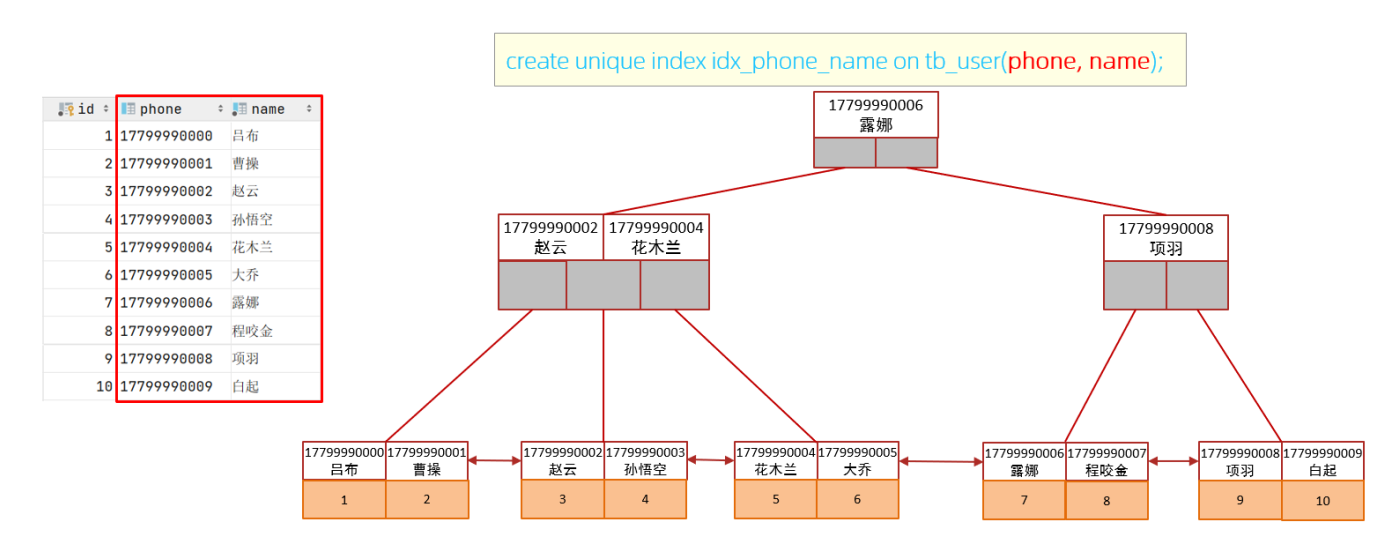 create unique index idx_phone_name on tb_user(phone, name);
id phone name
1 17799990000 吕布
2 17799990001 曹操
3 17799990002 赵云
4 17799990003 孙悟空
5 17799990004 花木兰
6 17799990005 大乔
7 17799990006 露娜
8 17799990007 程咬金
9 17799990008 项羽
10 17799990009 白起
17799990006
露娜
17799990002 17799990004
赵云 花木兰
17799990008
项羽
17799990000 17799990001 17799990002 17799990003 17799990004 17799990005 17799990006 17799990007 17799990008 17799990009
吕布 曹操 赵云 孙悟空 花木兰 大乔 露娜 程咬金 项羽 白起
1 2 3 4 5 6 7 8 9 10